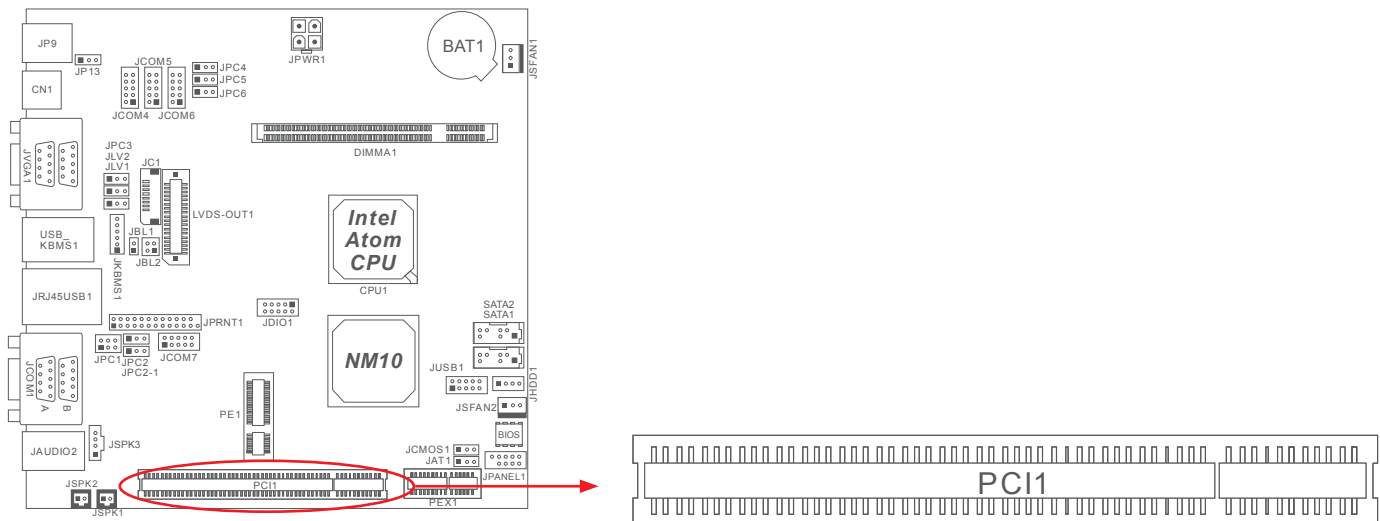 JP9
JP13
JPWR1
BAT1
JSFAN1
JCOM5
JPC4
JPC5
JPC6
CN1
JCOM4
JCOM6
DIMMA1
JVGA1
JPC3
JLV2
JLV1
JC1
LVDS-OUT1
Intel
Atom
CPU
CPU1
USB_
KBMS1
JBL1
JBL2
JKBMS1
JRJ45USB1
JPRNT1
JDIO1
SATA2
SATA1
NM10
JPC1
JPC2
JPC2-1
JCOM7
JCOM1
A
B
JUSB1
JHDD1
JSFAN2
PE1
BIOS
JAUDIO2
JSPK3
JCMOS1
JAT1
JPANEL1
JSPK2
JSPK1
PCI1
PEX1
PCI1